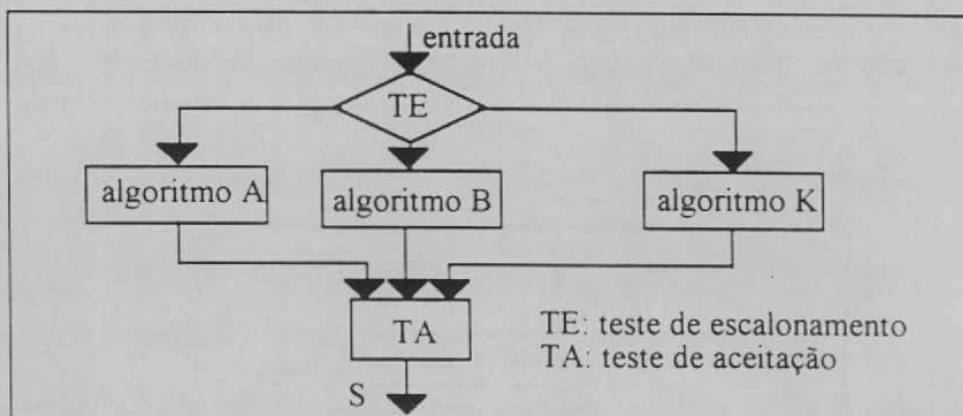 entrada
TE
algoritmo A
algoritmo B
algoritmo K
TA
TE: teste de escalonamento
TA: teste de aceitação
S